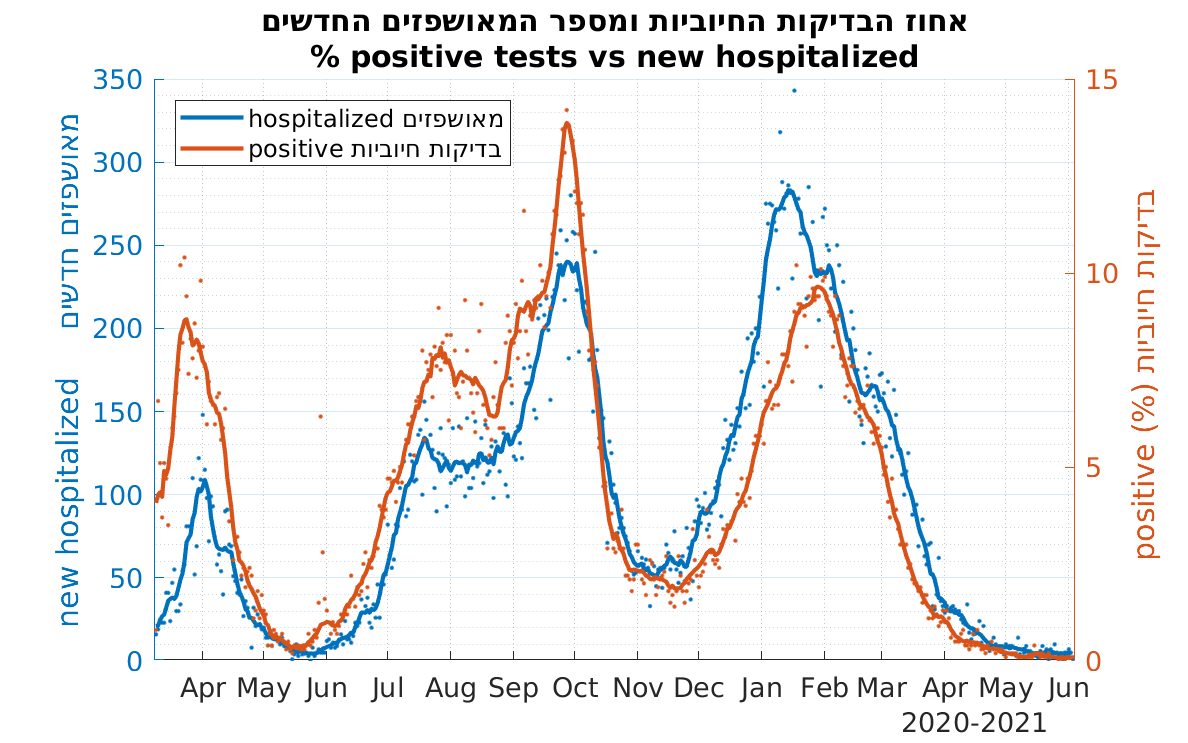 אחוז הבדיקות החיוביות ומספר המאושפזים החדשים
% positive tests vs new hospitalized
350
300
250
200
150
100
50
0
new hospitalized מאושפזים חדשים
hospitalized מאושפזים
positive בדיקות חיוביות
15
10
5
0
positive (%) בדיקות חיוביות
Apr May Jun Jul Aug Sep Oct Nov Dec Jan Feb Mar Apr May Jun
2020-2021